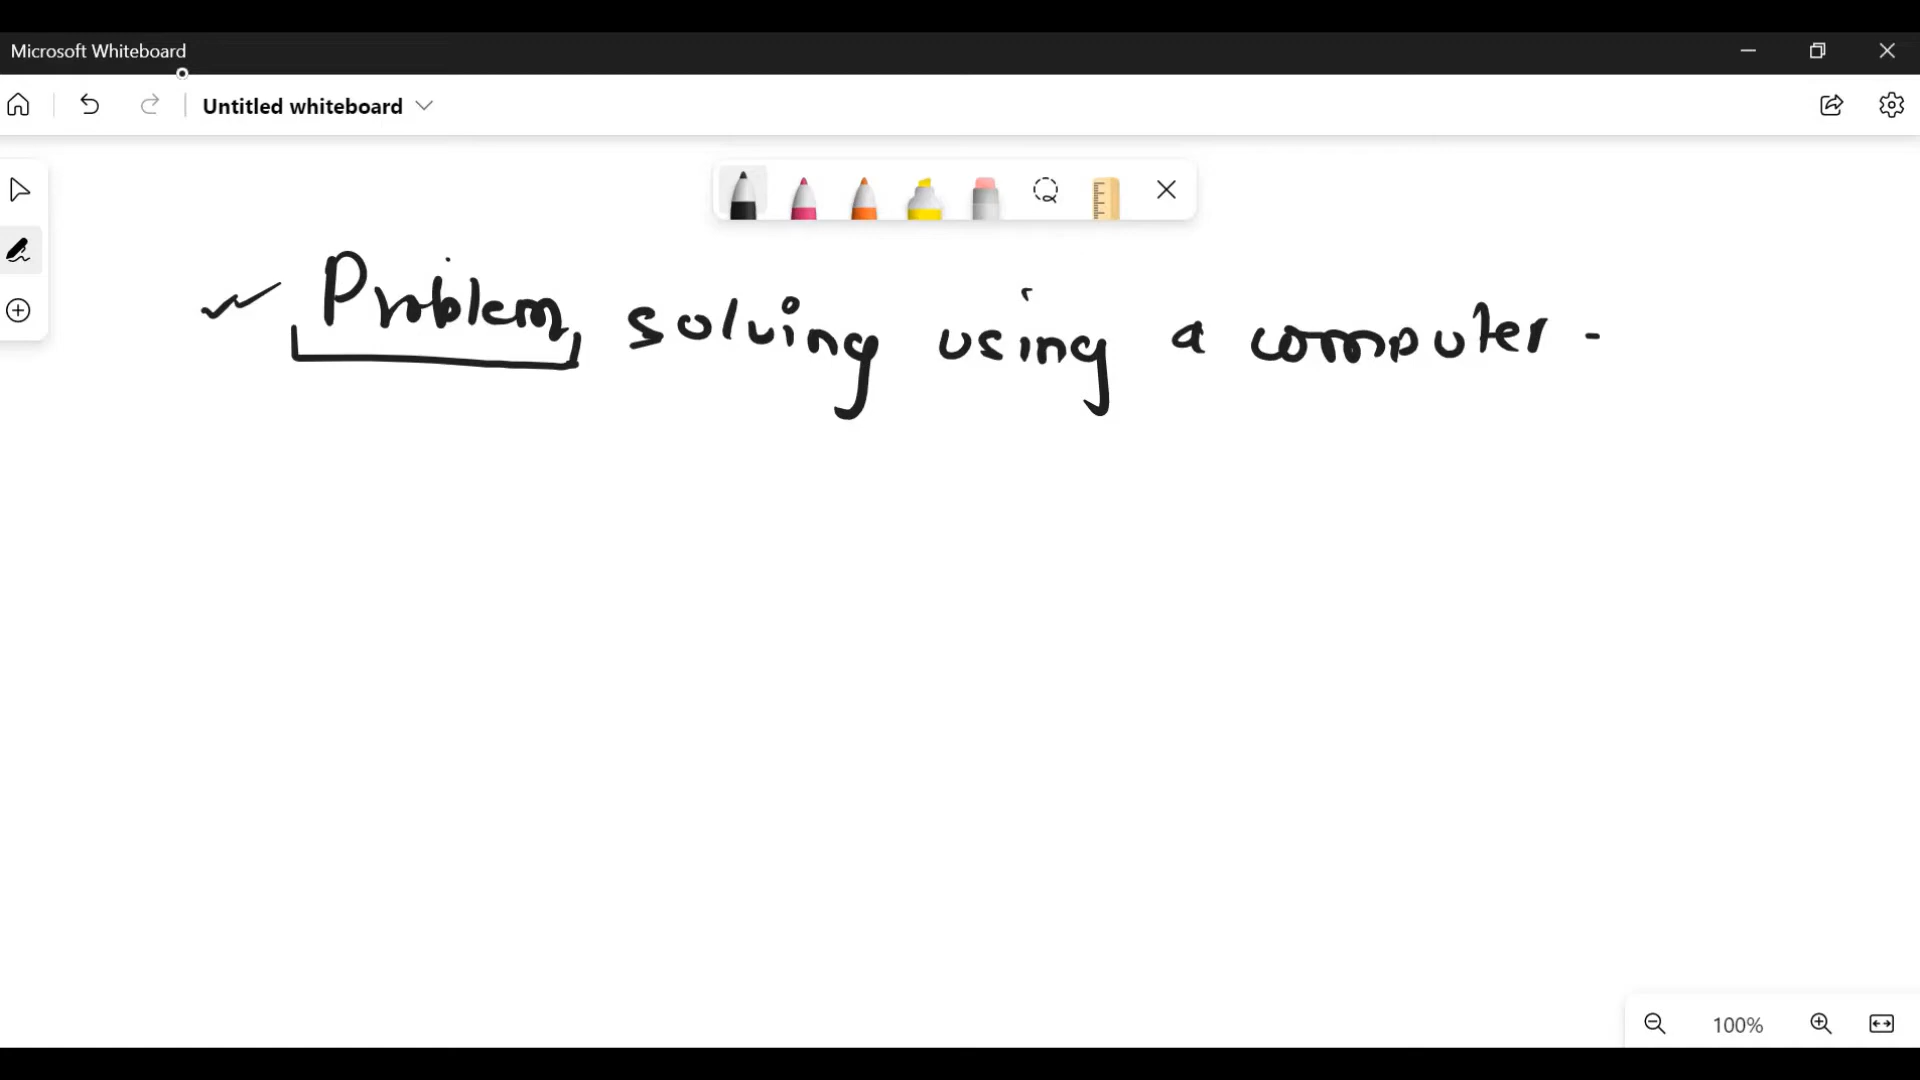 Microsoft Whiteboard
Untitled whiteboard
Problem solving using a computer -
100%